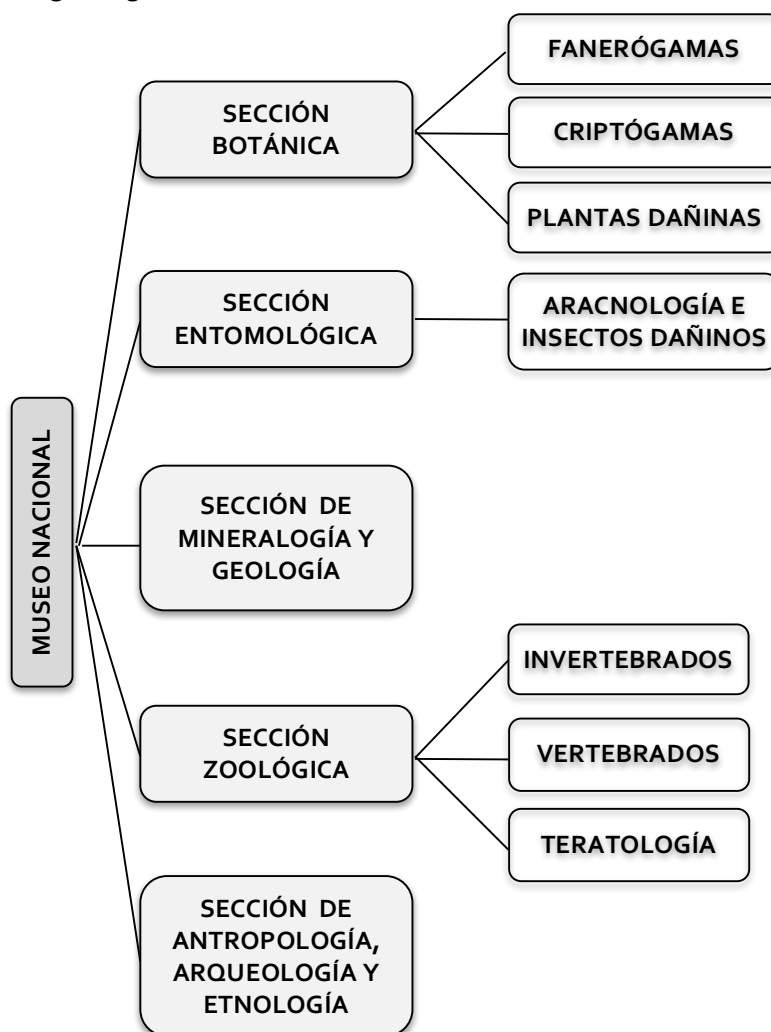 MUSEO NACIONAL
SECCIÓN
BOTÁNICA
FANERÓGAMAS
CRIPTÓGAMAS
PLANTAS DAÑINAS
SECCIÓN
ENTOMOLÓGICA
ARACNOLOGÍA E
INSECTOS DAÑINOS
SECCIÓN DE
MINERALOGÍA Y
GEOLOGÍA
SECCIÓN
ZOOLÓGICA
INVERTEBRADOS
VERTEBRADOS
TERATOLOGÍA
SECCIÓN DE
ANTROPOLOGÍA,
ARQUEOLOGÍA Y
ETNOLOGÍA